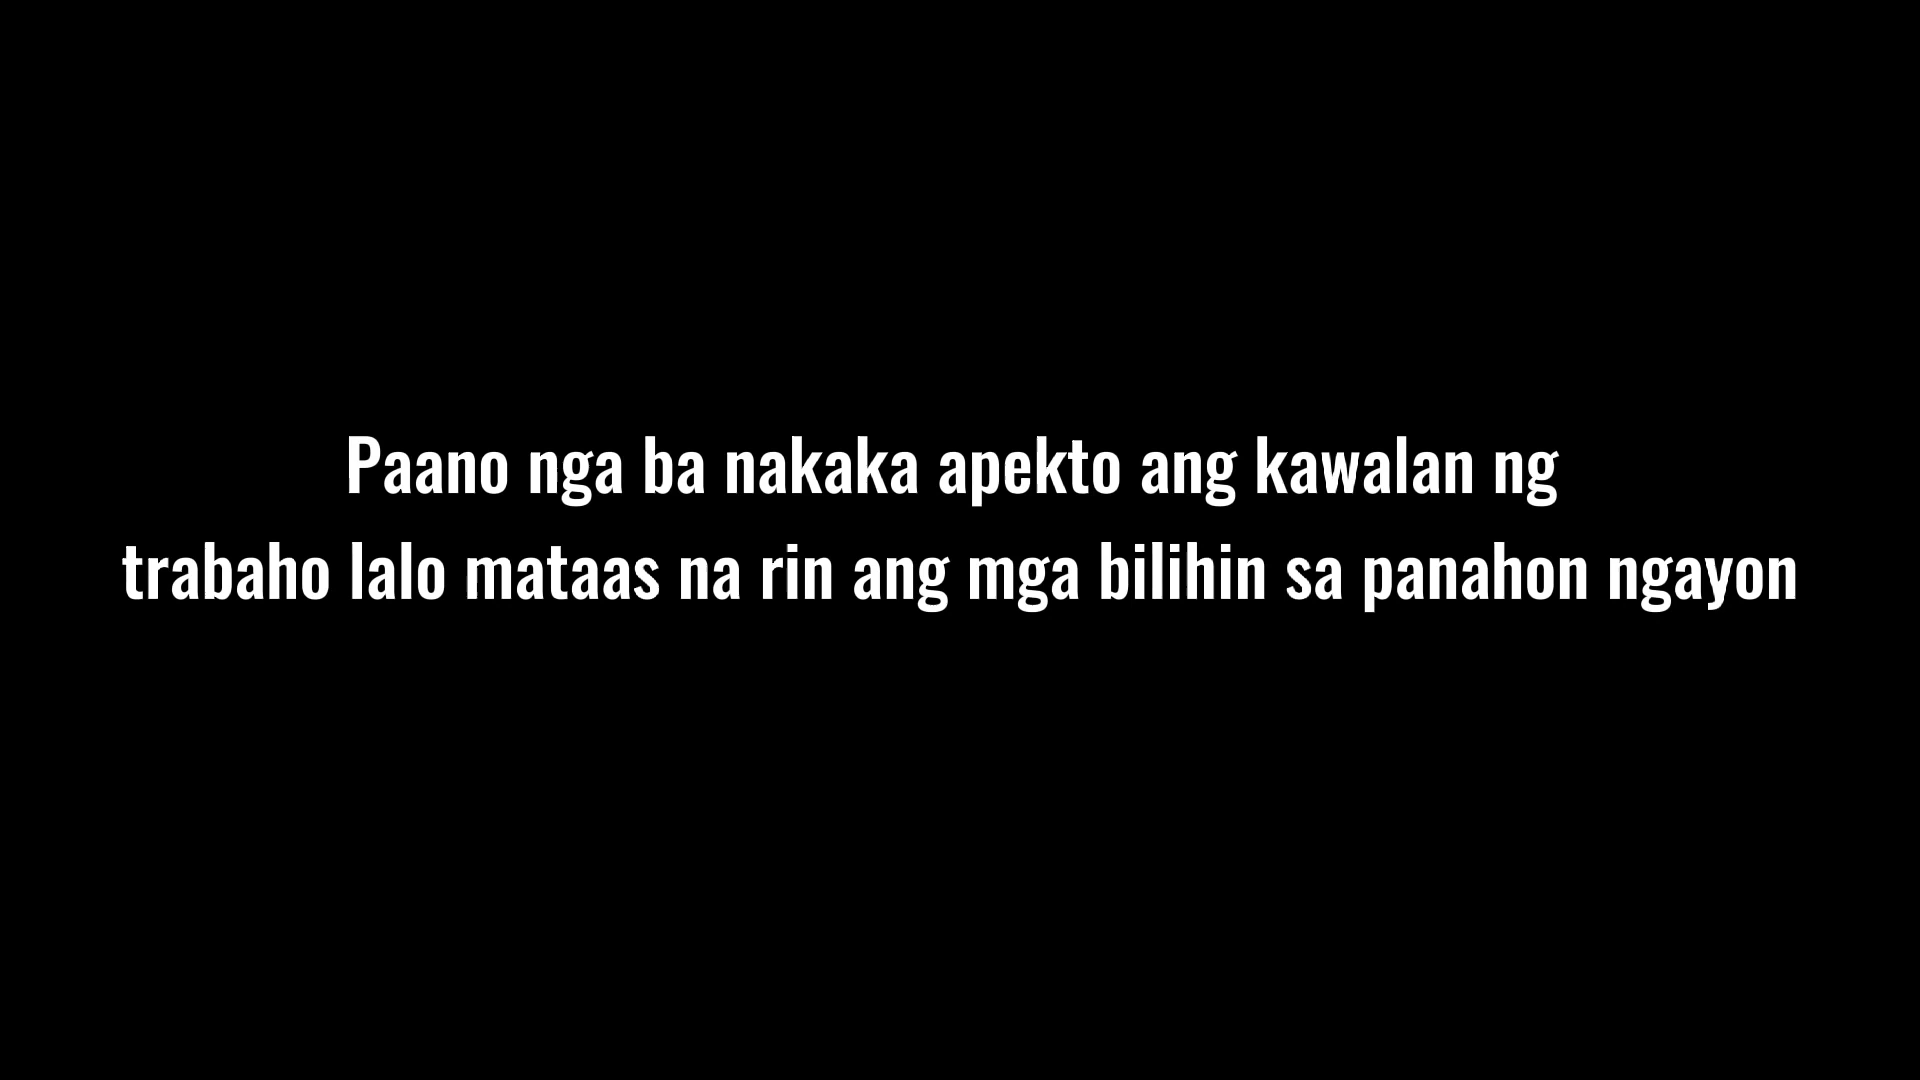 Paano nga ba nakaka apekto ang kawalan ng
trabaho lalo mataas na rin ang mga bilihin sa panahon ngayon